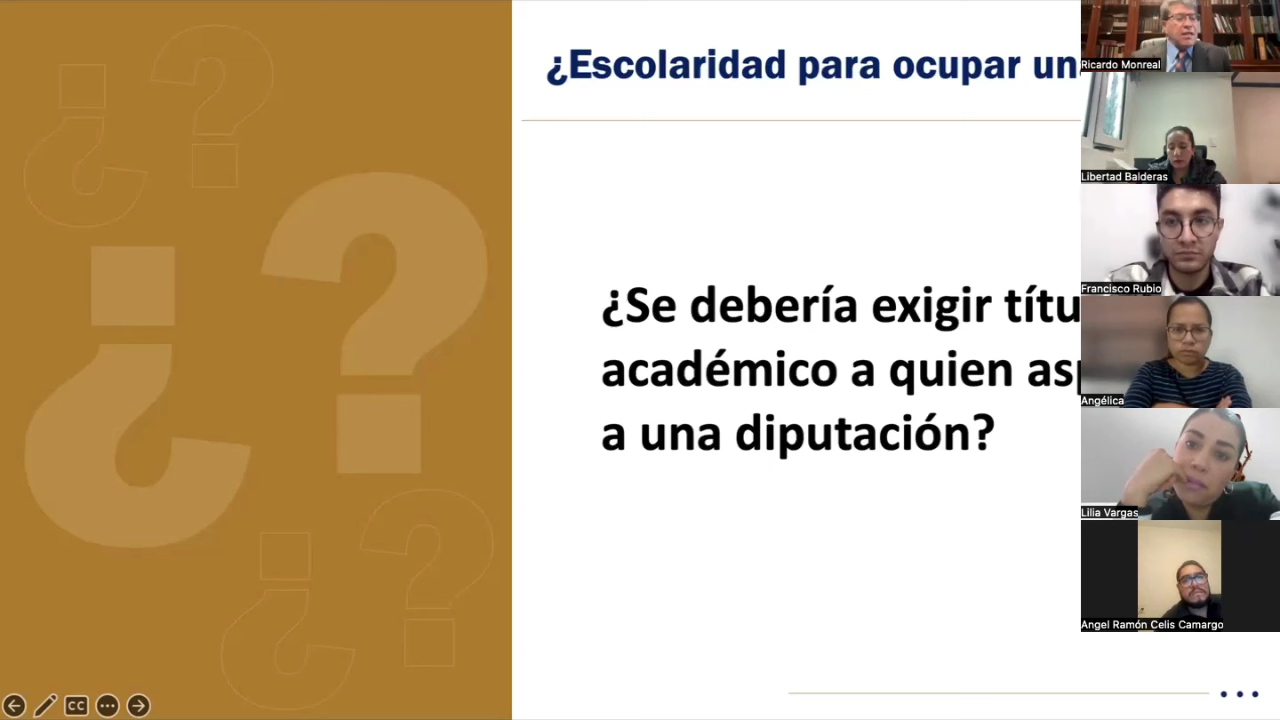 ¿Escolaridad para ocupar un
¿Se debería exigir títu
académico a quien asp
a una diputación?
Ricardo Monreal
Libertad Balderas
Francisco Rubio
Angélica
Lilia Vargas
Angel Ramón Celis Camargo
CC